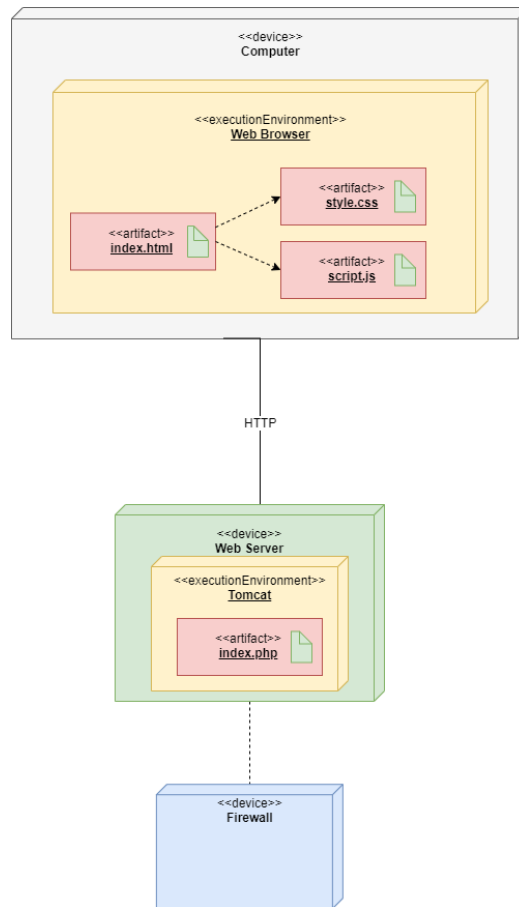 <<device>>
Computer
<<executionEnvironment>>
Web Browser
<<artifact>>
style.css
<<artifact>>
index.html
<<artifact>>
script.js
HTTP
<<device>>
Web Server
<<executionEnvironment>>
Tomcat
<<artifact>>
index.php
<<device>>
Firewall